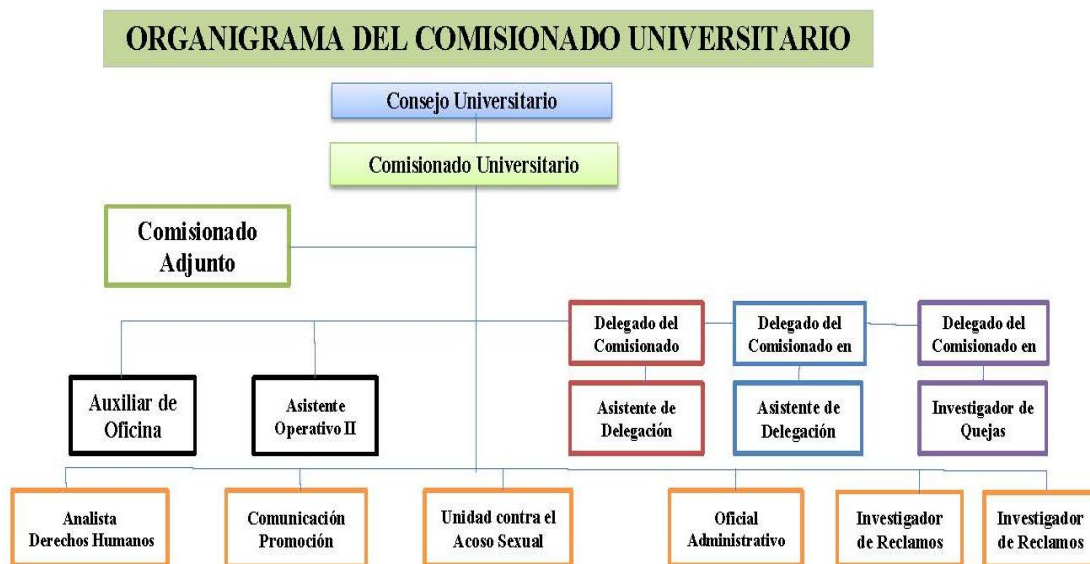 ORGANIGRAMA DEL COMISIONADO UNIVERSITARIO
Consejo Universitario
Comisionado Universitario
Comisionado
Adjunto
Delegado del
Comisionado
Delegado del
Comisionado en
Delegado del
Comisionado en
Auxiliar de
Oficina
Asistente
Operativo II
Asistente de
Delegación
Asistente de
Delegación
Investigador de
Quejas
Analista
Derechos Humanos
Comunicación
Promoción
Unidad contra el
Acoso Sexual
Oficial
Administrativo
Investigador
de Reclamos
Investigador
de Reclamos